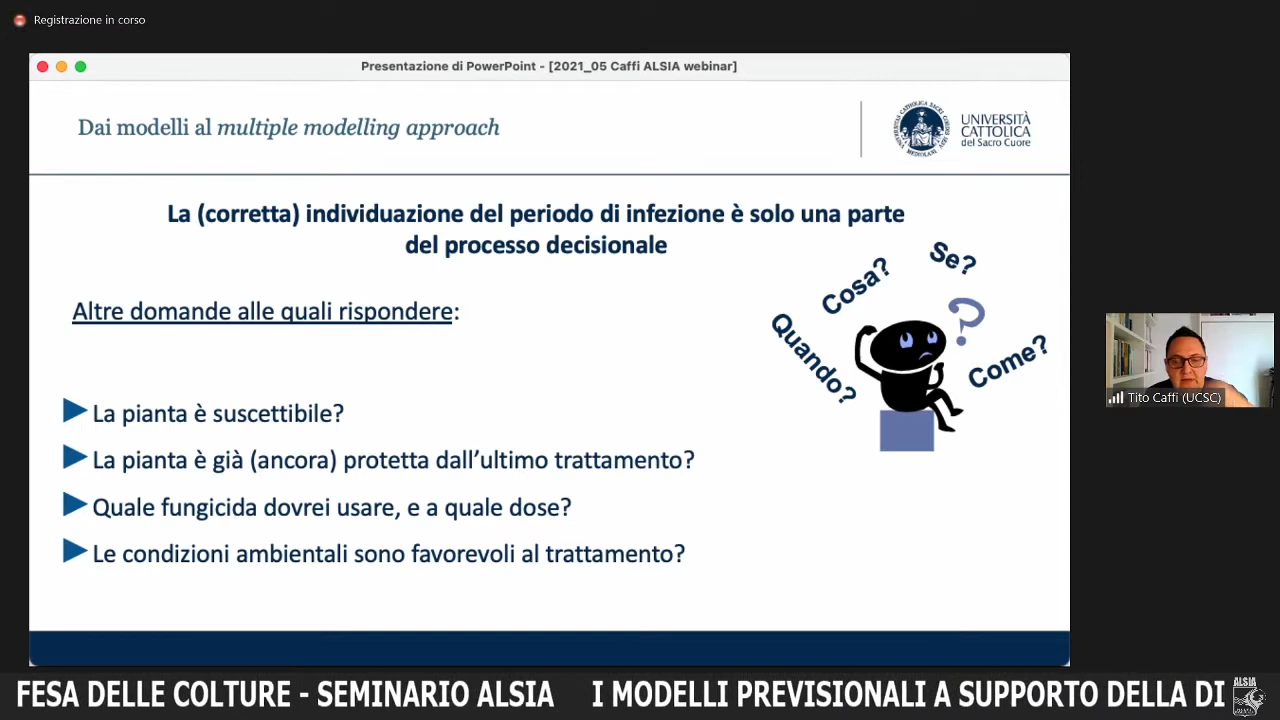 Registrazione in corso
Presentazione di PowerPoint - [2021_05 Caffi ALSIA webinar]
Dai modelli al multiple modelling approach
UNIVERSITÀ
CATTOLICA
del Sacro Cuore
La (corretta) individuazione del periodo di infezione è solo una parte
del processo decisionale
Se?
Cosa?
Quando?
?
Come?
Altre domande alle quali rispondere:
La pianta è suscettibile?
La pianta è già (ancora) protetta dall'ultimo trattamento?
Quale fungicida dovrei usare, e a quale dose?
Le condizioni ambientali sono favorevoli al trattamento?
Tito Caffi (UCSC)
FESA DELLE COLTURE - SEMINARIO ALSIA I MODELLI PREVISIONALI A SUPPORTO DELLA DI
ALSIA